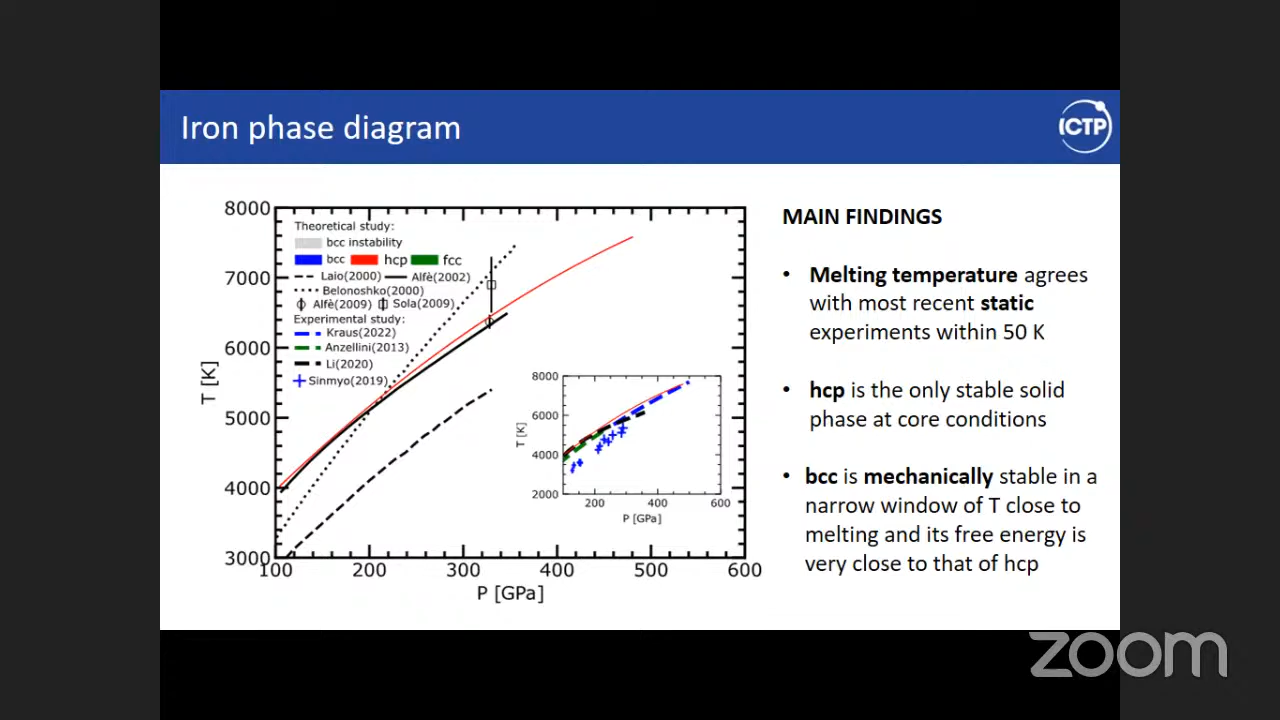 Iron phase diagram
ICTP
8000
7000
6000
5000
4000
3000
T [K]
100 200 300 400 500 600
P [GPa]
Theoretical study:
bcc instability
bcc hcp fcc
Laio(2000) Alfè(2002)
Belonoshko(2000)
Alfè(2009) Sola(2009)
Experimental study:
Kraus(2022)
Anzellini(2013)
Li(2020)
Sinmyo(2019)
8000
6000
4000
2000
T [K]
200 400 600
P [GPa]
MAIN FINDINGS
• Melting temperature agrees
with most recent static
experiments within 50 K
• hcp is the only stable solid
phase at core conditions
• bcc is mechanically stable in a
narrow window of T close to
melting and its free energy is
very close to that of hcp
zoom